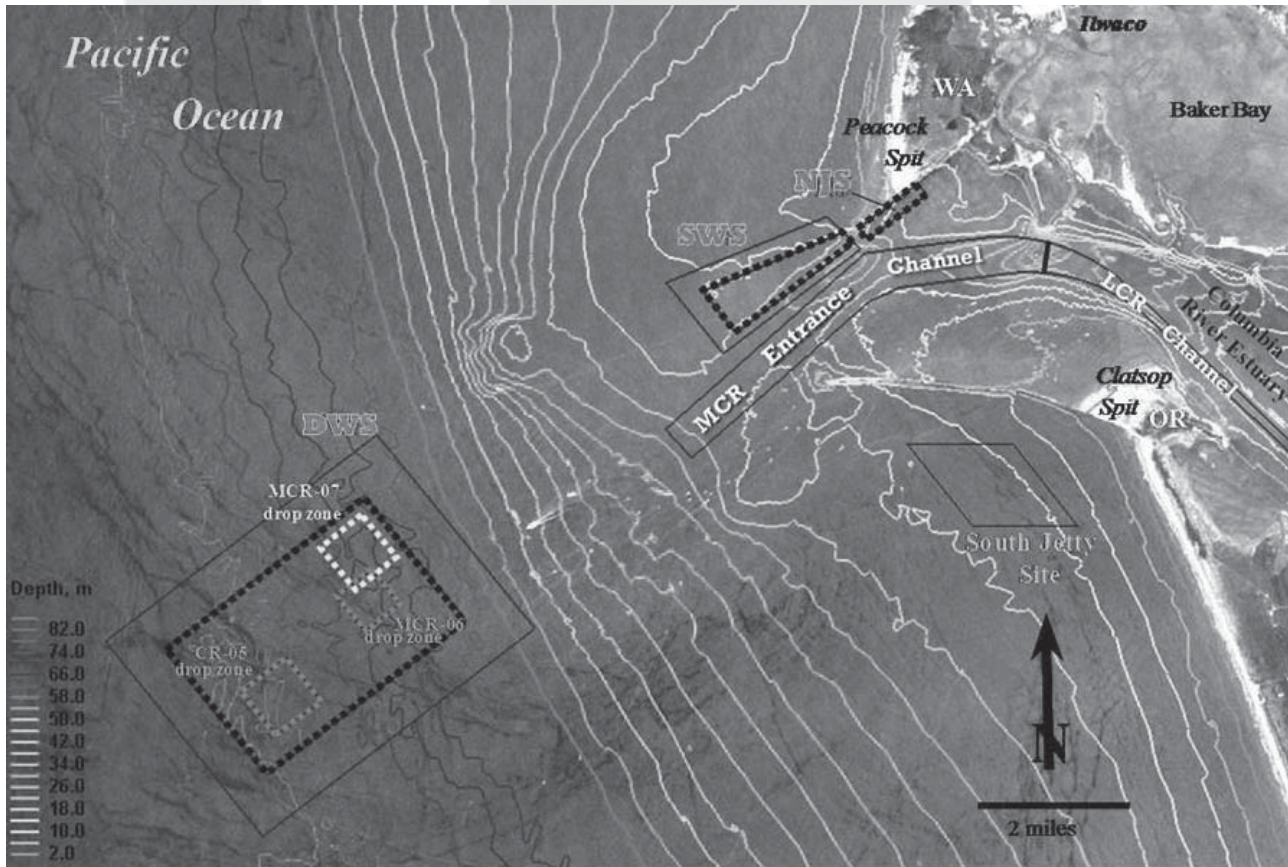 Pacific
Ocean
Ilwaco
WA
Baker Bay
Peacock
Spit
NJS
SWS
MCR Entrance Channel
LCR Channel
Columbia
River Estuary
Clatsop
Spit
OR
DWS
MCR-07
drop zone
MCR-06
drop zone
CR-05
drop zone
South Jetty
Site
Depth, m
82.0
74.0
66.0
58.0
50.0
42.0
34.0
26.0
18.0
10.0
2.0
N
2 miles